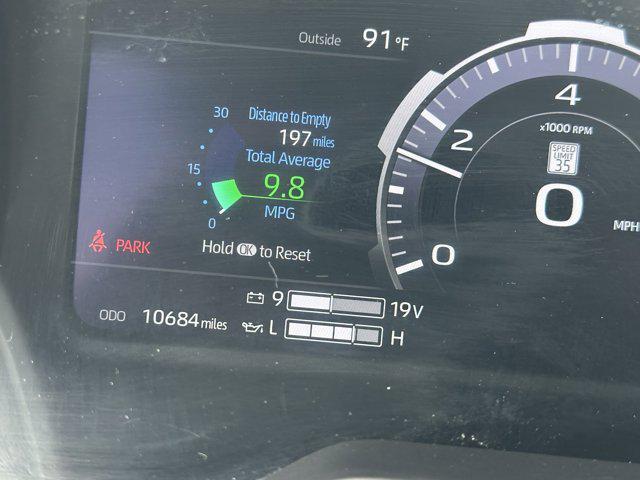 Outside 91°F
30
Distance to Empty
197 miles
15
Total Average
9.8
MPG
0
PARK
Hold OK to Reset
9 19V
ODO 10684 miles
L H
4
x1000 RPM
2
SPEED
LIMIT
35
0
MPH
0